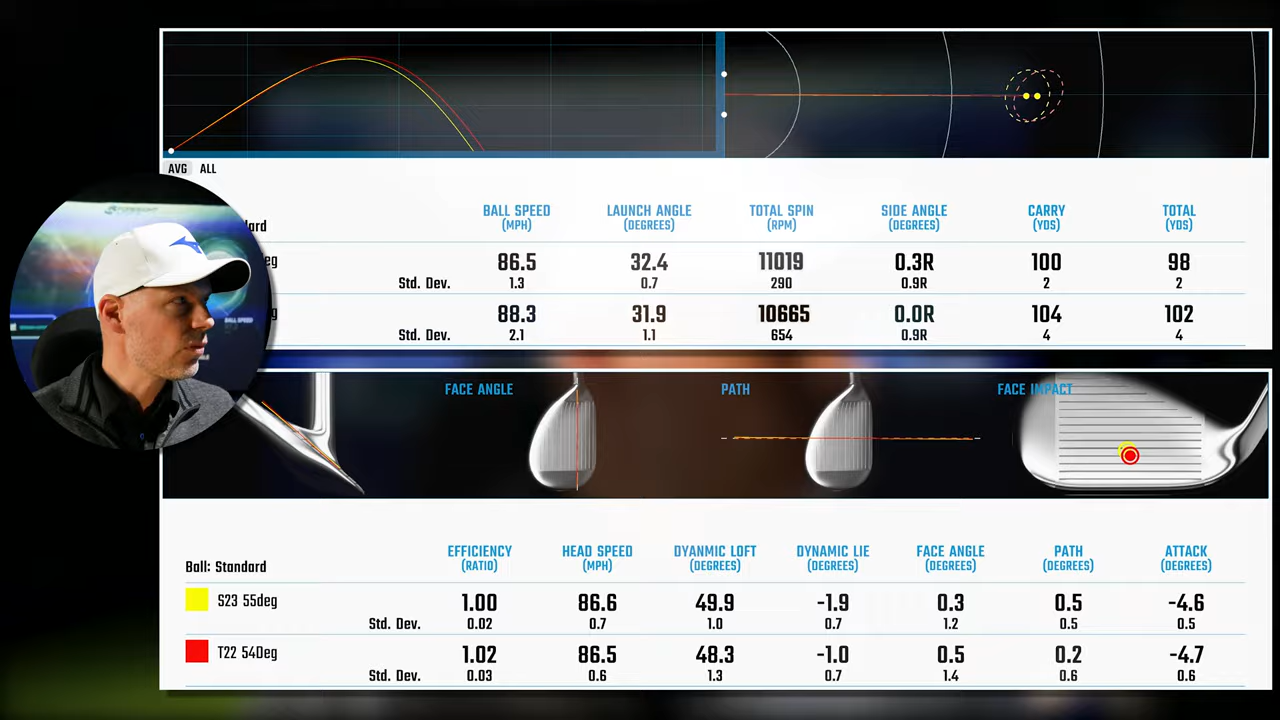 AVG ALL
BALL SPEED LAUNCH ANGLE TOTAL SPIN SIDE ANGLE CARRY TOTAL
(MPH) (DEGREES) (RPM) (DEGREES) (YDS) (YDS)
86.5 32.4 11019 0.3R 100 98
Std. Dev. 1.3 0.7 290 0.9R 2 2
88.3 31.9 10665 0.0R 104 102
Std. Dev. 2.1 1.1 654 0.9R 4 4
FACE ANGLE PATH FACE IMPACT
EFFICIENCY HEAD SPEED DYANMIC LOFT DYNAMIC LIE FACE ANGLE PATH ATTACK
Ball: Standard (RATIO) (MPH) (DEGREES) (DEGREES) (DEGREES) (DEGREES) (DEGREES)
S23 55deg 1.00 86.6 49.9 -1.9 0.3 0.5 -4.6
Std. Dev. 0.02 0.7 1.0 0.7 1.2 0.5 0.5
T22 54Deg 1.02 86.5 48.3 -1.0 0.5 0.2 -4.7
Std. Dev. 0.03 0.6 1.3 0.7 1.4 0.6 0.6